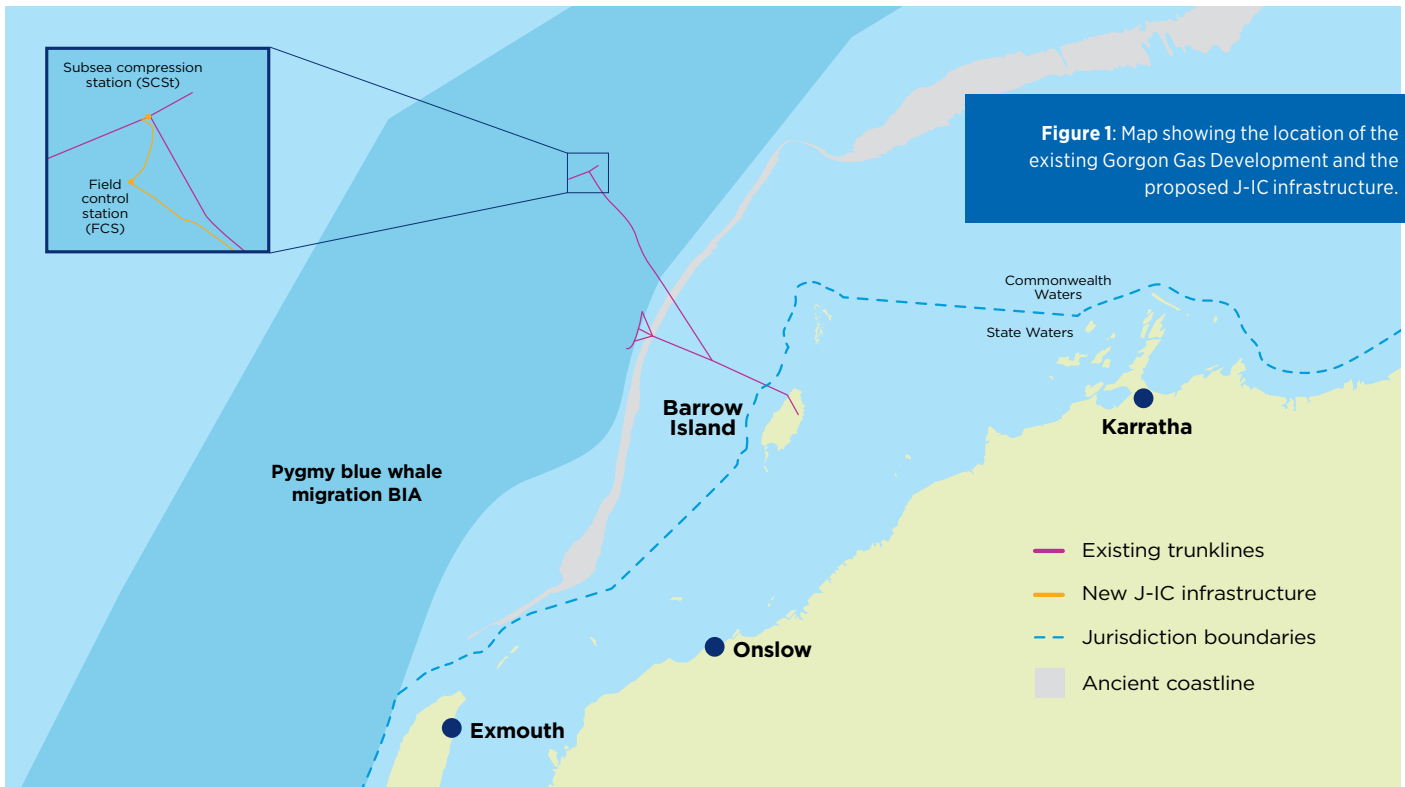 Subsea compression
station (SCSt)
Field
control
station
(FCS)
Figure 1: Map showing the location of the
existing Gorgon Gas Development and the
proposed J-IC infrastructure.
Commonwealth
Waters
State Waters
Barrow
Island
Karratha
Pygmy blue whale
migration BIA
Existing trunklines
New J-IC infrastructure
Jurisdiction boundaries
Ancient coastline
Onslow
Exmouth